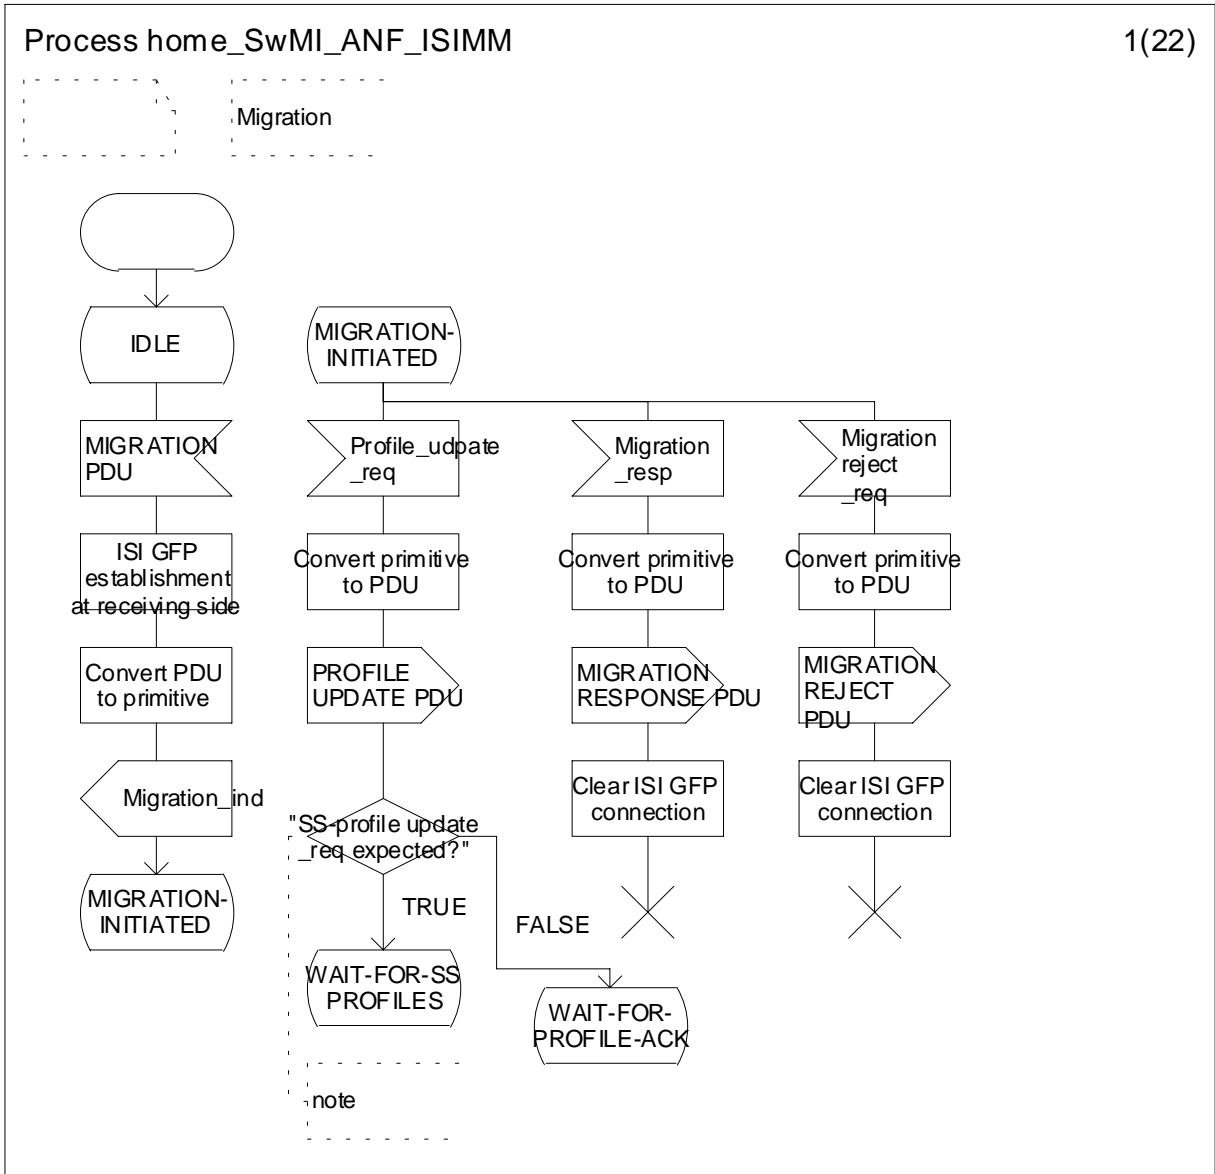 Process home_SwMI_ANF_ISIMM
1(22)
Migration
IDLE
MIGRATION
PDU
ISI GFP
establishment
at receiving side
Convert PDU
to primitive
Migration_ind
MIGRATION-
INITIATED
MIGRATION-
INITIATED
Profile_udpate
_req
Convert primitive
to PDU
PROFILE
UPDATE PDU
"SS-profile update
_req expected?"
TRUE
FALSE
WAIT-FOR-SS
PROFILES
WAIT-FOR-
PROFILE-ACK
note
Migration
_resp
Convert primitive
to PDU
MIGRATION
RESPONSE PDU
Clear ISI GFP
connection
Migration
reject
_req
Convert primitive
to PDU
MIGRATION
REJECT
PDU
Clear ISI GFP
connection